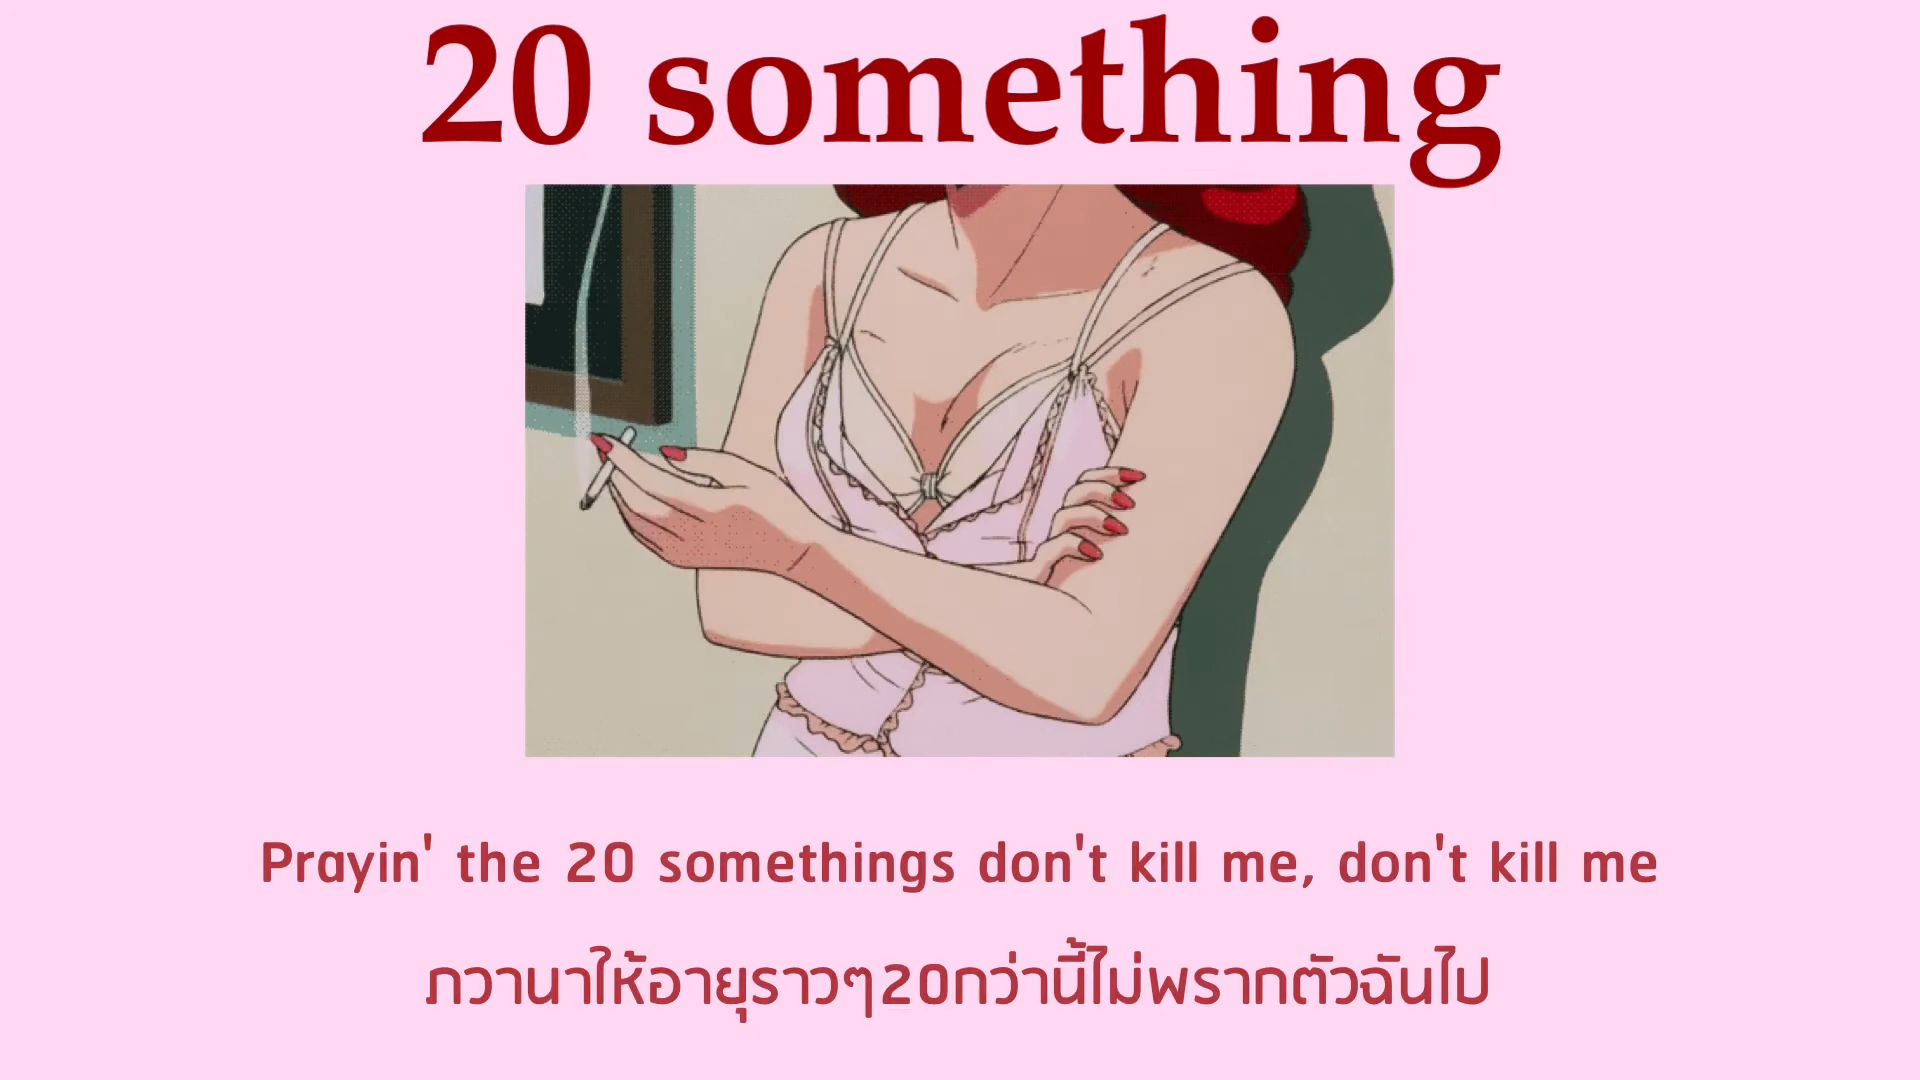 20 something
Prayin' the 20 somethings don't kill me, don't kill me
ภวานาให้อายุราวๆ20กว่านี้ไม่พรากตัวฉันไป